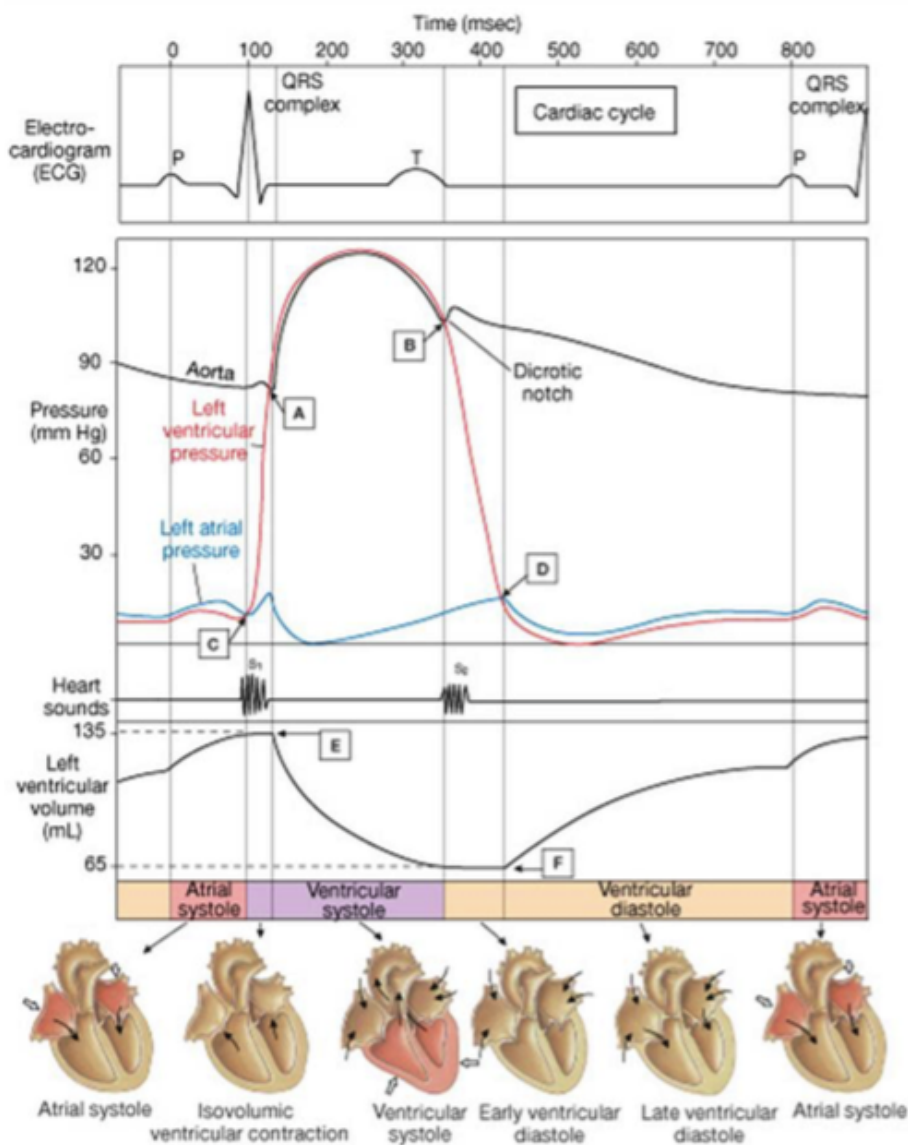 Time (msec)
0 100 200 300 400 500 600 700 800
QRS
complex
Cardiac cycle
QRS
complex
Electro-
cardiogram
(ECG)
P
T
P
120
90
Pressure
(mm Hg)
60
30
Aorta
Left
ventricular
pressure
Left atrial
pressure
A
B
Dicrotic
notch
C
D
Heart
sounds
S1
S2
135
Left
ventricular
volume
(mL)
65
E
F
Atrial
systole
Ventricular
systole
Ventricular
diastole
Atrial
systole
Atrial systole
Isovolumic
ventricular contraction
Ventricular
systole
Early ventricular
diastole
Late ventricular
diastole
Atrial systole